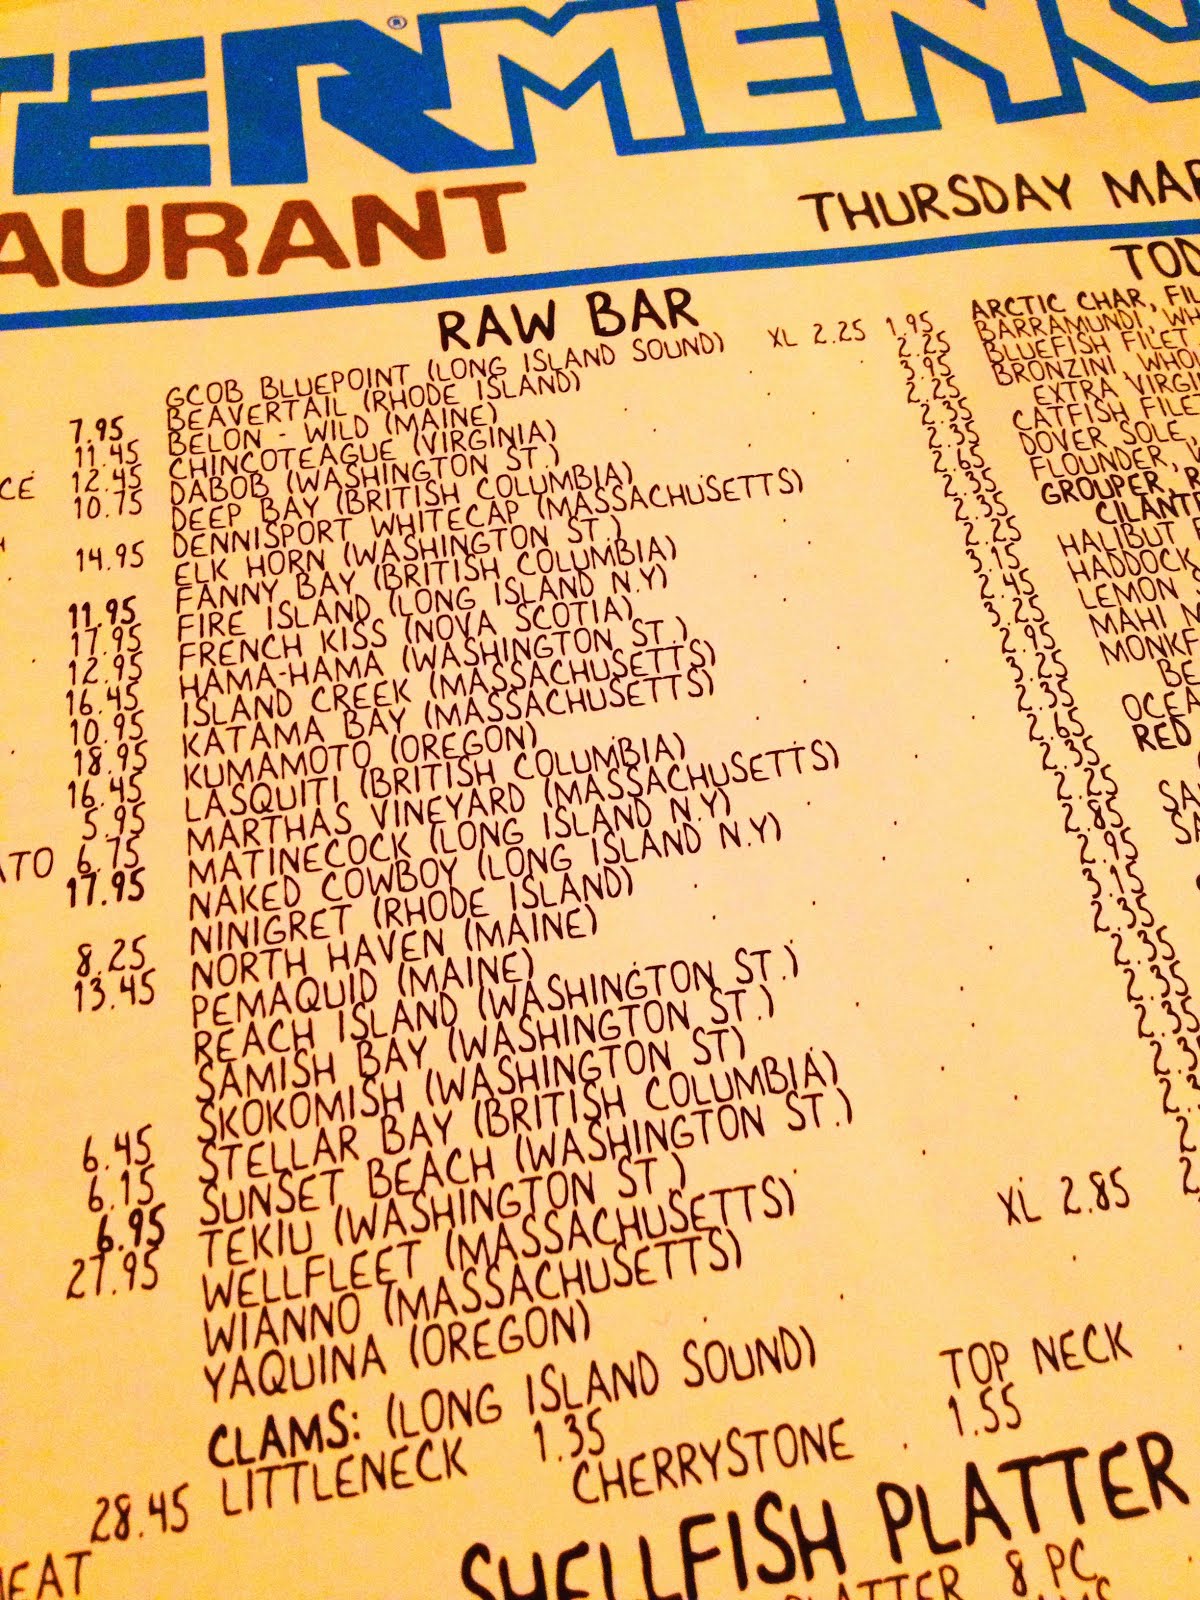 TER® MENU
AURANT
THURSDAY MAR
RAW BAR
GCOB BLUEPOINT (LONG ISLAND SOUND) XL 2.25 1.95
BEAVERTAIL (RHODE ISLAND) 2.25
BELON - WILD (MAINE) 3.95
CHINCOTEAGUE (VIRGINIA) 2.25
DABOB (WASHINGTON ST.) 2.35
DEEP BAY (BRITISH COLUMBIA) 2.35
DENNISPORT WHITECAP (MASSACHUSETTS) 2.65
ELK HORN (WASHINGTON ST.) 2.35
FANNY BAY (BRITISH COLUMBIA) 2.35
FIRE ISLAND (LONG ISLAND N.Y) 2.25
FRENCH KISS (NOVA SCOTIA) 3.15
HAMA-HAMA (WASHINGTON ST.) 2.45
ISLAND CREEK (MASSACHUSETTS) 3.25
KATAMA BAY (MASSACHUSETTS) 2.95
KUMAMOTO (OREGON) 3.25
LASQUITI (BRITISH COLUMBIA) 2.35
MARTHAS VINEYARD (MASSACHUSETTS) 2.65
MATINECOCK (LONG ISLAND N.Y) 2.35
NAKED COWBOY (LONG ISLAND N.Y) 2.25
NINIGRET (RHODE ISLAND) 2.85
NORTH HAVEN (MAINE) 2.95
PEMAQUID (MAINE) 3.15
REACH ISLAND (WASHINGTON ST.) 2.35
SAMISH BAY (WASHINGTON ST.) 2.35
SKOKOMISH (WASHINGTON ST) 2.35
STELLAR BAY (BRITISH COLUMBIA) 2.35
SUNSET BEACH (WASHINGTON ST.)
TEKIU (WASHINGTON ST.)
WELLFLEET (MASSACHUSETTS) XL 2.85
WIANNO (MASSACHUSETTS)
YAQUINA (OREGON)
CLAMS: (LONG ISLAND SOUND) TOP NECK
LITTLENECK 1.35 CHERRYSTONE . 1.55
SHELLFISH PLATTER
PLATTER 8 PC.
7.95
11.45
CE 12.45
10.75
14.95
11.95
17.95
12.95
16.45
10.95
18.95
16.45
5.95
ATO 6.75
17.95
8.25
13.45
6.45
6.15
6.95
27.95
28.45
EAT
TOD
ARCTIC CHAR, FIL
BARRAMUNDI, WH
BLUEFISH FILET
BRONZINI, WHO
EXTRA VIRGI
CATFISH FILE
DOVER SOLE,
FLOUNDER, W
GROUPER, R
CILANT
HALIBUT F
HADDOCK
LEMON
MAHI M
MONKF
BE
OCEA
RED
SA